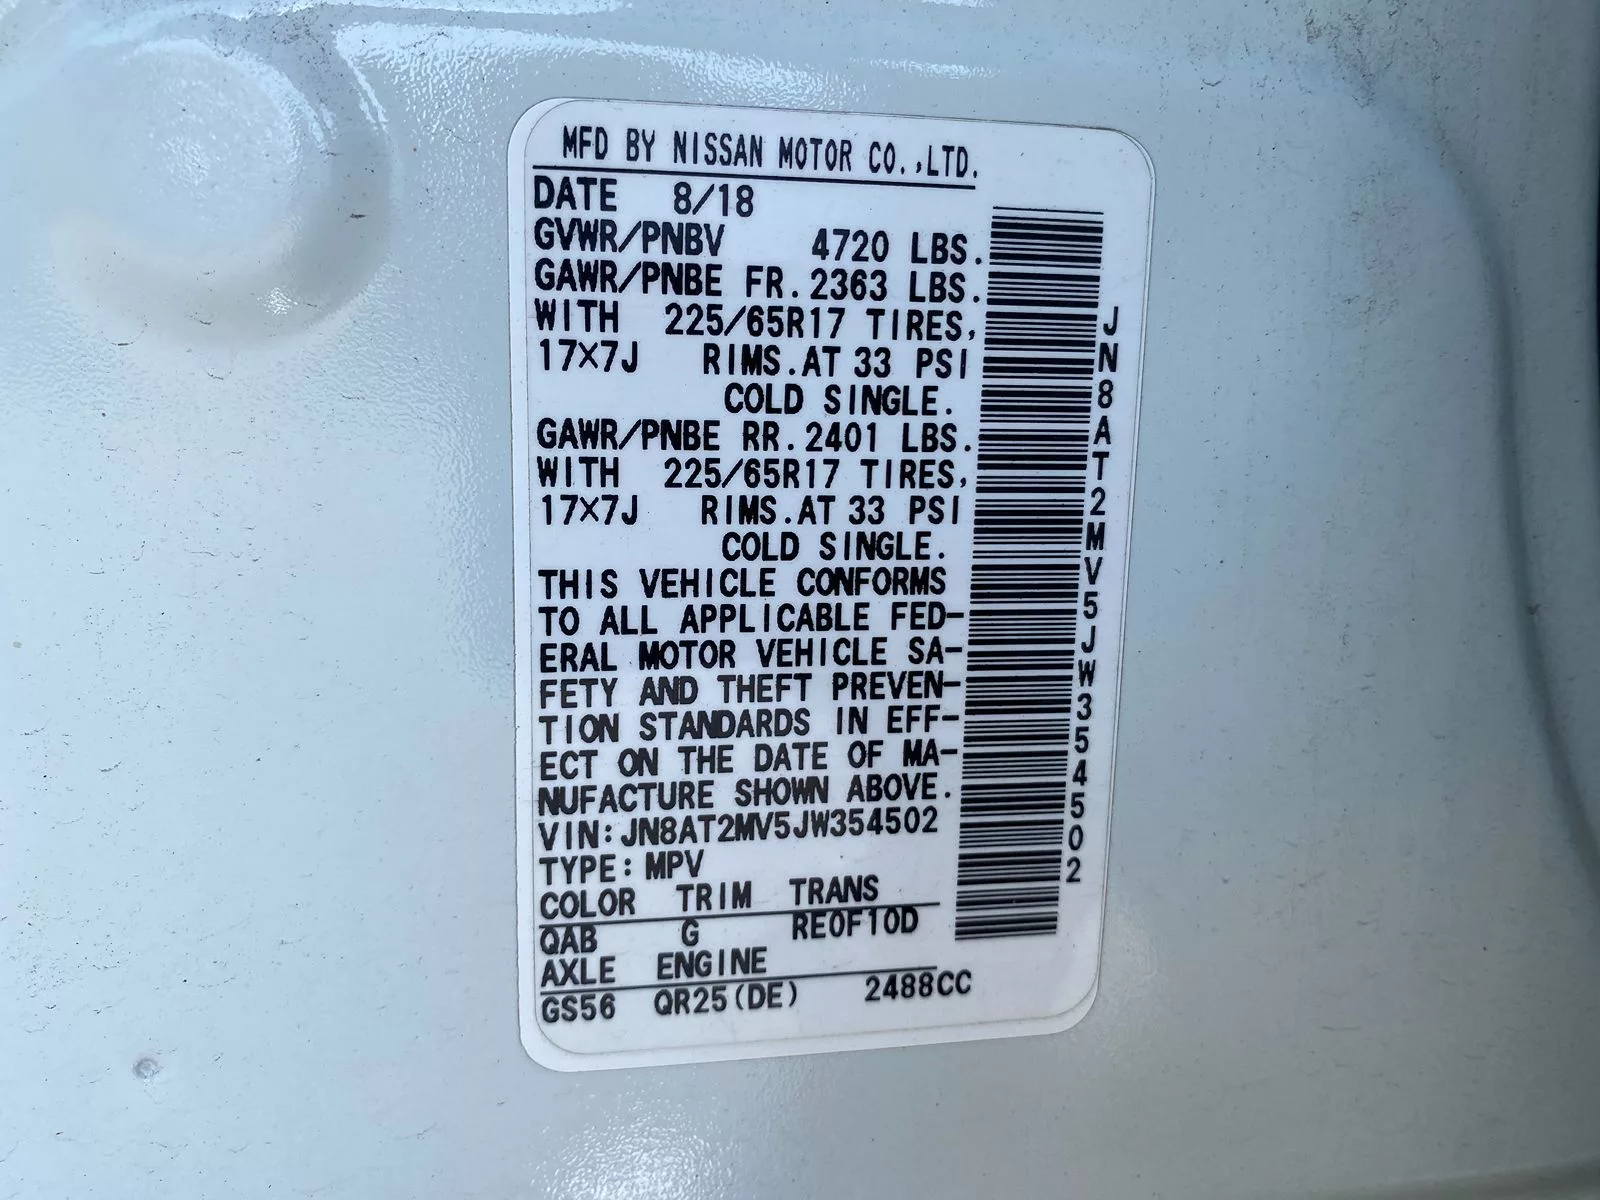 MFD BY NISSAN MOTOR CO.,LTD.
DATE 8/18
GVWR/PNBV 4720 LBS.
GAWR/PNBE FR.2363 LBS.
WITH 225/65R17 TIRES,
17X7J RIMS.AT 33 PSI
COLD SINGLE.
GAWR/PNBE RR.2401 LBS.
WITH 225/65R17 TIRES,
17X7J RIMS.AT 33 PSI
COLD SINGLE.
THIS VEHICLE CONFORMS
TO ALL APPLICABLE FED-
ERAL MOTOR VEHICLE SA-
FETY AND THEFT PREVEN-
TION STANDARDS IN EFF-
ECT ON THE DATE OF MA-
NUFACTURE SHOWN ABOVE.
VIN:JN8AT2MV5JW354502
TYPE:MPV
COLOR TRIM TRANS
QAB G RE0F10D
AXLE ENGINE
GS56 QR25(DE) 2488CC
JN8AT2MV5JW354502